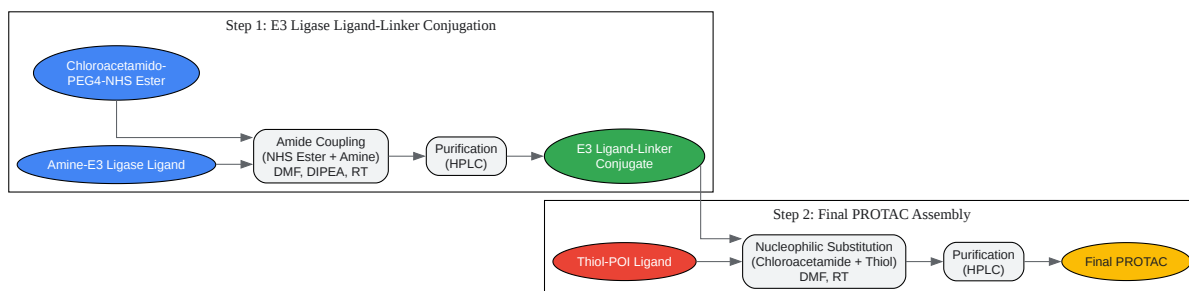 Step 1: E3 Ligase Ligand-Linker Conjugation
Chloroacetamido-
PEG4-NHS Ester
Amine-E3 Ligase Ligand
Amide Coupling
(NHS Ester + Amine)
DMF, DIPEA, RT
Purification
(HPLC)
E3 Ligand-Linker
Conjugate
Step 2: Final PROTAC Assembly
Thiol-POI Ligand
Nucleophilic Substitution
(Chloroacetamide + Thiol)
DMF, RT
Purification
(HPLC)
Final PROTAC